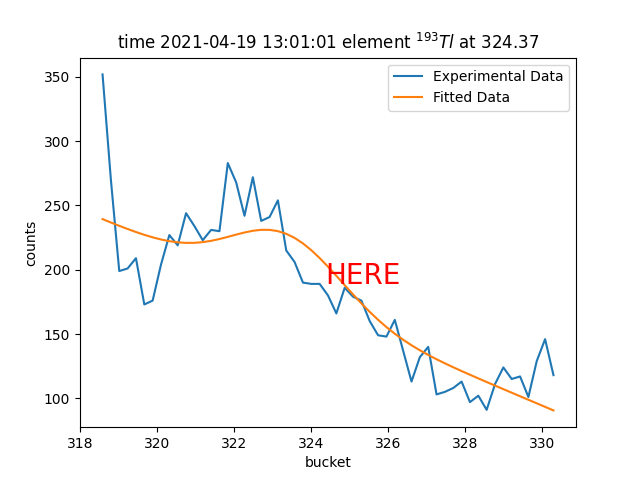 time 2021-04-19 13:01:01 element ¹⁹³Tl at 324.37
Experimental Data
Fitted Data
counts
350
300
250
200
150
100
HERE
318 320 322 324 326 328 330
bucket